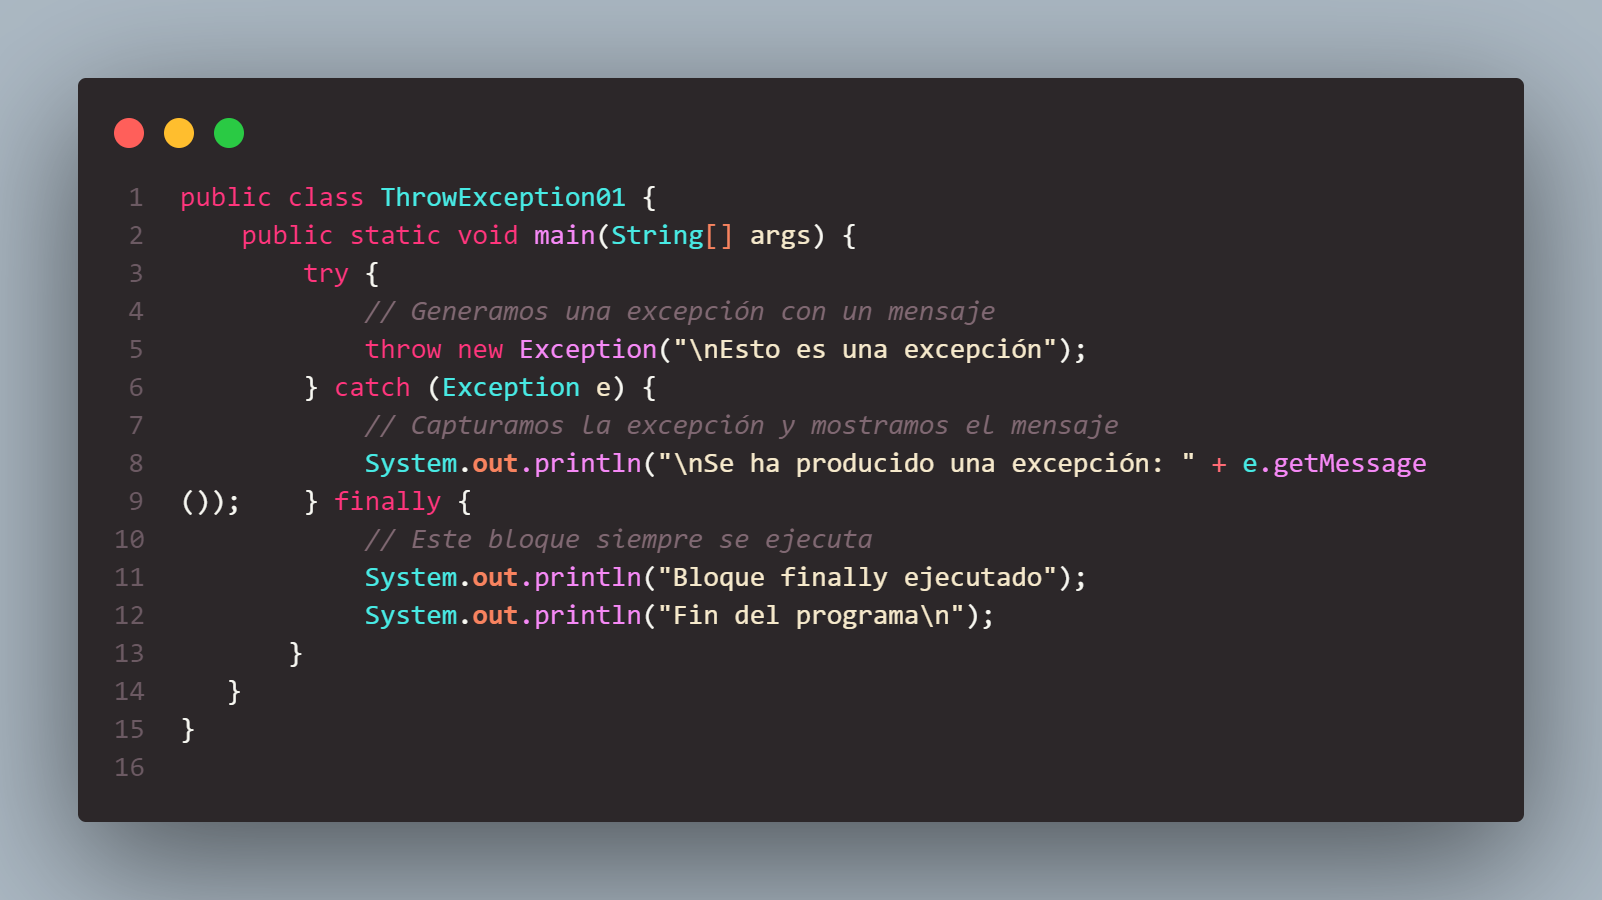 1 public class ThrowException01 {
2     public static void main(String[] args) {
3         try {
4             // Generamos una excepción con un mensaje
5             throw new Exception("\nEsto es una excepción");
6         } catch (Exception e) {
7             // Capturamos la excepción y mostramos el mensaje
8             System.out.println("\nSe ha producido una excepción: " + e.getMessage
9 ());    } finally {
10             // Este bloque siempre se ejecuta
11             System.out.println("Bloque finally ejecutado");
12             System.out.println("Fin del programa\n");
13        }
14    }
15 }
16